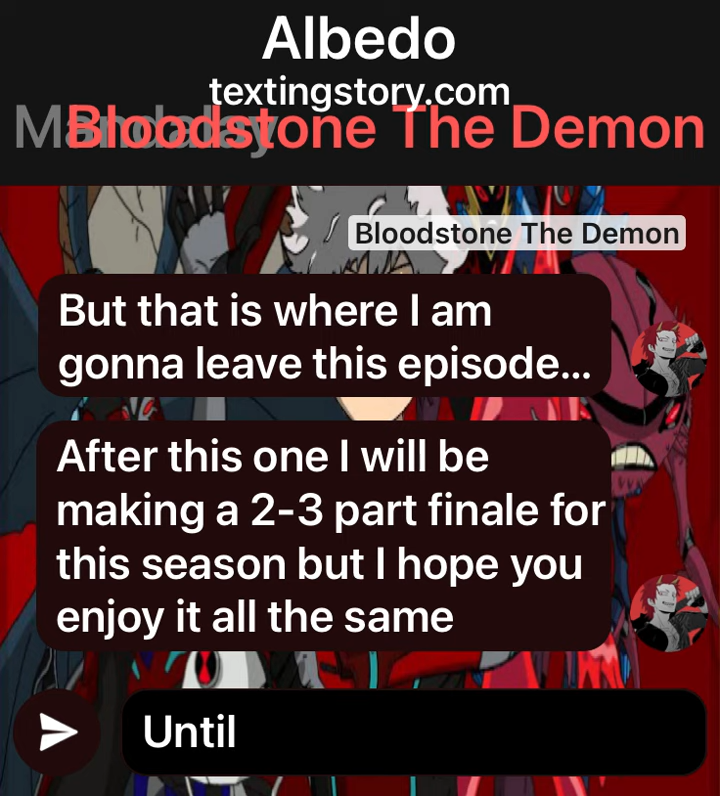 Albedo
textingstory.com
Mandalay
Bloodstone The Demon
Bloodstone The Demon
But that is where I am
gonna leave this episode...
After this one I will be
making a 2-3 part finale for
this season but I hope you
enjoy it all the same
Until